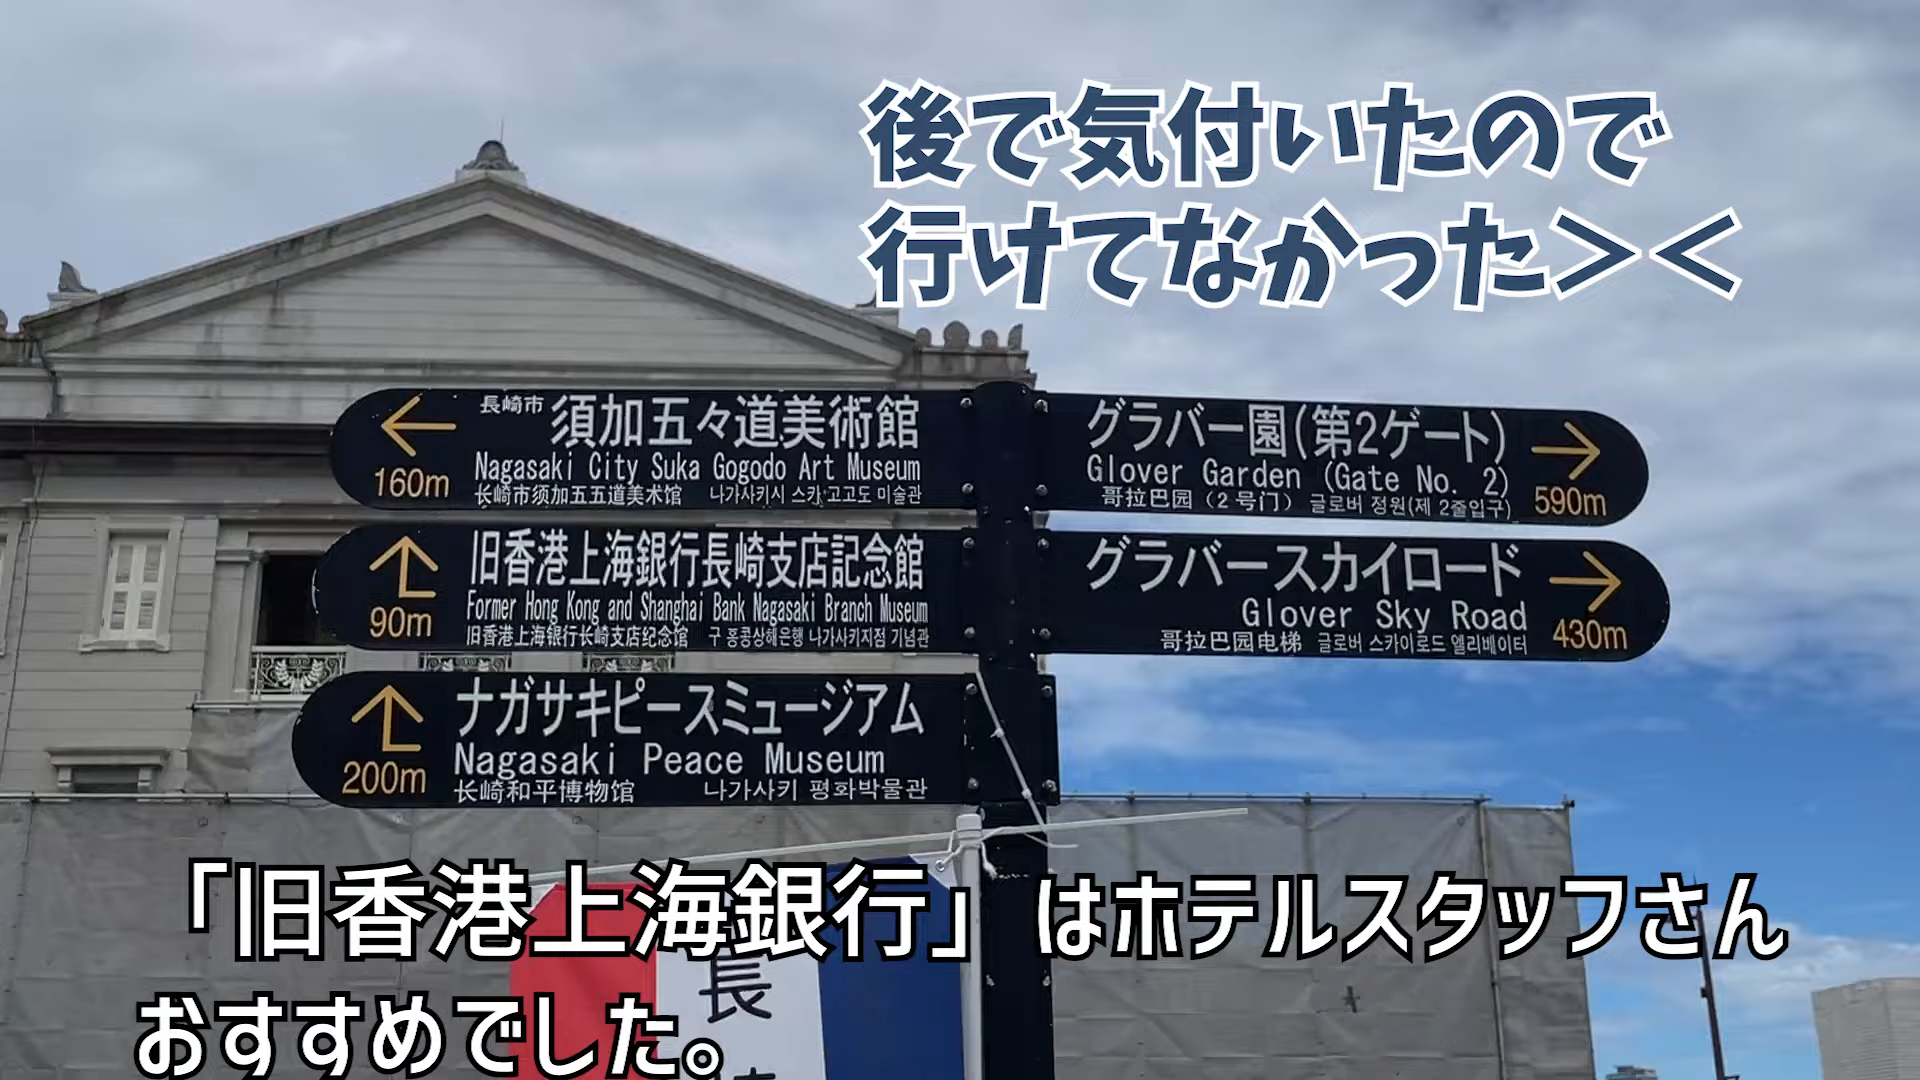 後で気付いたので
行けてなかった＞＜
長崎市 須加五々道美術館
Nagasaki City Suka Gogodo Art Museum
长崎市须加五五道美术馆 나가사키시 스카 고고도 미술관
160m
グラバー園(第2ゲート)
Glover Garden (Gate No. 2)
哥拉巴园（2号门） 글로버 정원(제 2출입구)
590m
旧香港上海銀行長崎支店記念館
Former Hong Kong and Shanghai Bank Nagasaki Branch Museum
旧香港上海银行长崎支店纪念馆 구 홍콩상해은행 나가사키지점 기념관
90m
グラバースカイロード
Glover Sky Road
哥拉巴园电梯 글로버 스카이로드 엘리베이터
430m
ナガサキピースミュージアム
Nagasaki Peace Museum
长崎和平博物馆 나가사키 평화박물관
200m
「旧香港上海銀行」はホテルスタッフさん
おすすめでした。
長